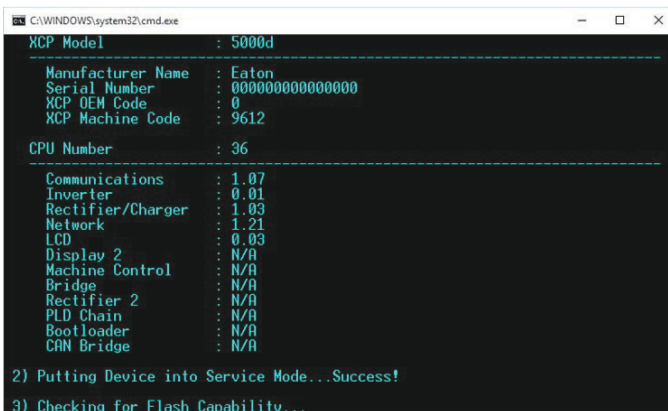 C:\WINDOWS\system32\cmd.exe
XCP Model : 5000d
Manufacturer Name : Eaton
Serial Number : 000000000000000
XCP OEM Code : 0
XCP Machine Code : 9612
CPU Number : 36
Communications : 1.07
Inverter : 0.01
Rectifier/Charger : 1.03
Network : 1.21
LCD : 0.03
Display 2 : N/A
Machine Control : N/A
Bridge : N/A
Rectifier 2 : N/A
PLD Chain : N/A
Bootloader : N/A
CAN Bridge : N/A
2) Putting Device into Service Mode...Success!
3) Checking for Flash Capability...